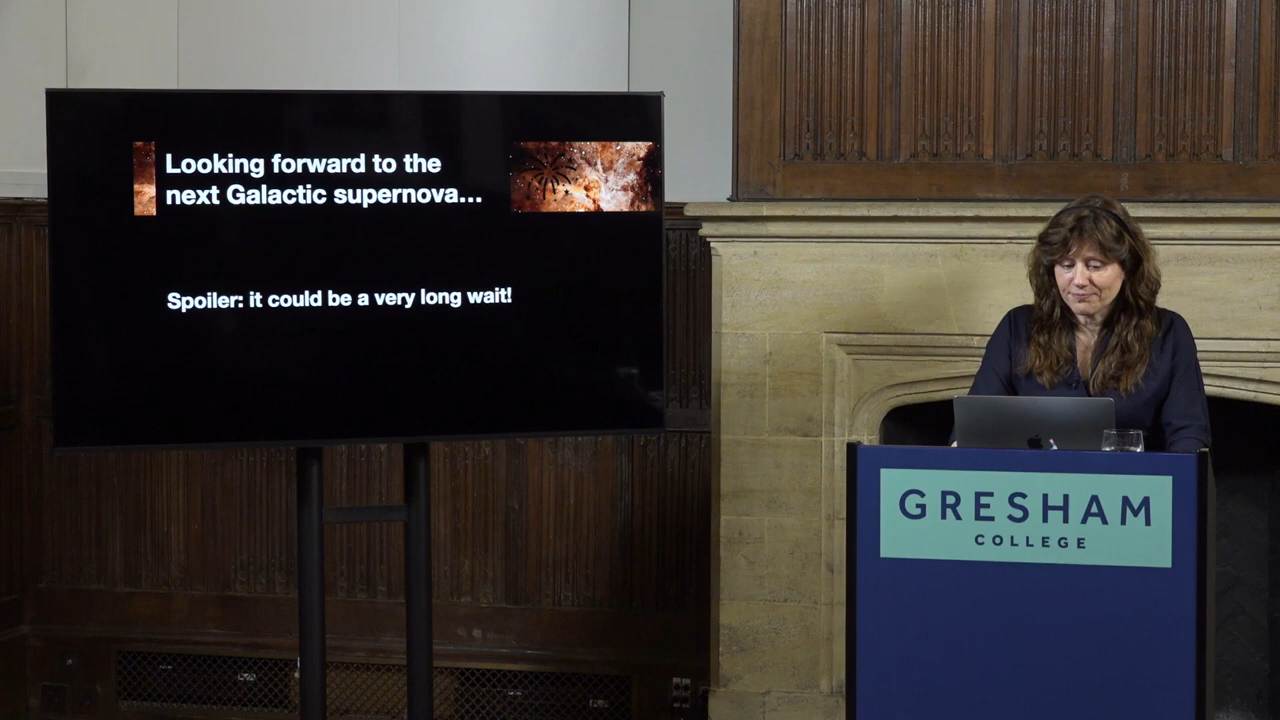 Looking forward to the
next Galactic supernova...
Spoiler: it could be a very long wait!
GRESHAM
COLLEGE